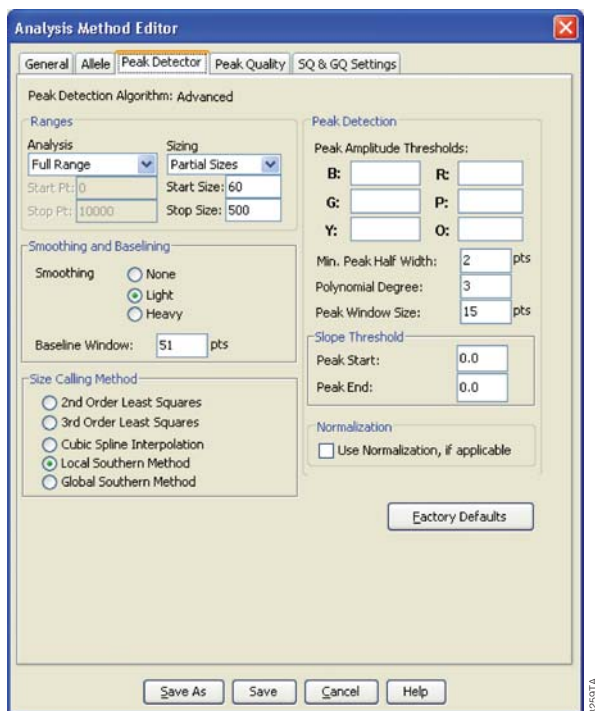 Analysis Method Editor
General Allele Peak Detector Peak Quality SQ & GQ Settings
Peak Detection Algorithm: Advanced
Ranges
Analysis Sizing
Full Range Partial Sizes
Start Pt: 0 Start Size: 60
Stop Pt: 10000 Stop Size: 500
Smoothing and Baselining
Smoothing None
Light
Heavy
Baseline Window: 51 pts
Size Calling Method
2nd Order Least Squares
3rd Order Least Squares
Cubic Spline Interpolation
Local Southern Method
Global Southern Method
Peak Detection
Peak Amplitude Thresholds:
B: R:
G: P:
Y: O:
Min. Peak Half Width: 2 pts
Polynomial Degree: 3
Peak Window Size: 15 pts
Slope Threshold
Peak Start: 0.0
Peak End: 0.0
Normalization
Use Normalization, if applicable
Factory Defaults
Save As Save Cancel Help